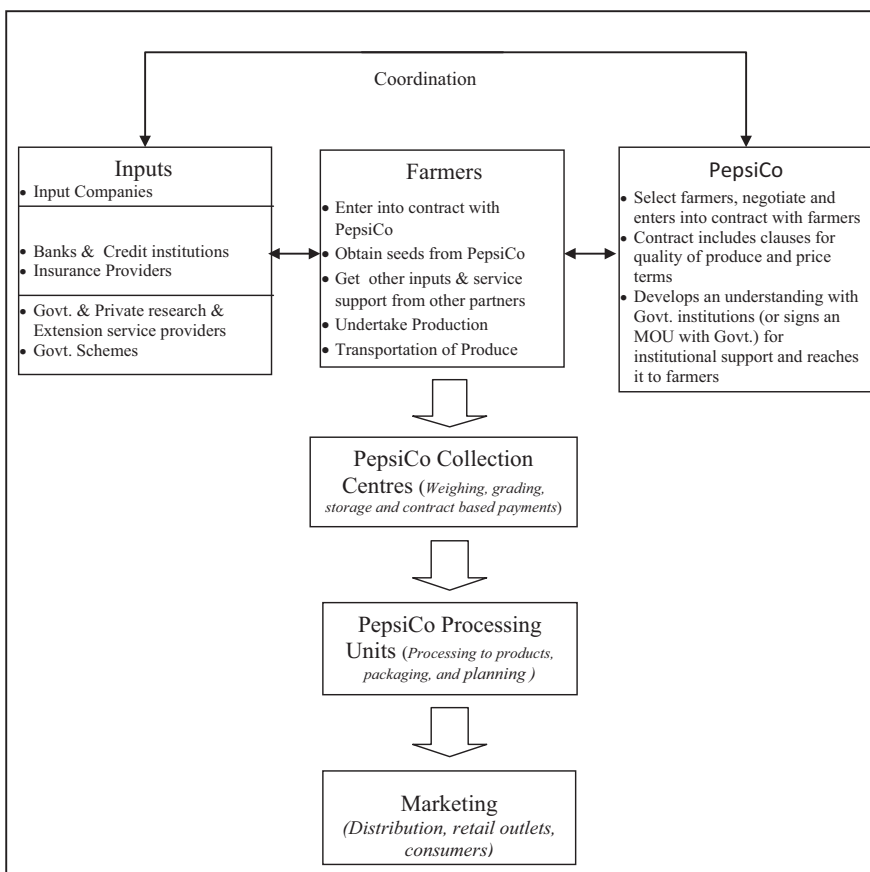 Coordination
Inputs
• Input Companies
• Banks & Credit institutions
• Insurance Providers
• Govt. & Private research &
Extension service providers
• Govt. Schemes
Farmers
• Enter into contract with
PepsiCo
• Obtain seeds from PepsiCo
• Get other inputs & service
support from other partners
• Undertake Production
• Transportation of Produce
PepsiCo
• Select farmers, negotiate and
enters into contract with farmers
• Contract includes clauses for
quality of produce and price
terms
• Develops an understanding with
Govt. institutions (or signs an
MOU with Govt.) for
institutional support and reaches
it to farmers
PepsiCo Collection
Centres (Weighing, grading,
storage and contract based payments)
PepsiCo Processing
Units (Processing to products,
packaging, and planning )
Marketing
(Distribution, retail outlets,
consumers)